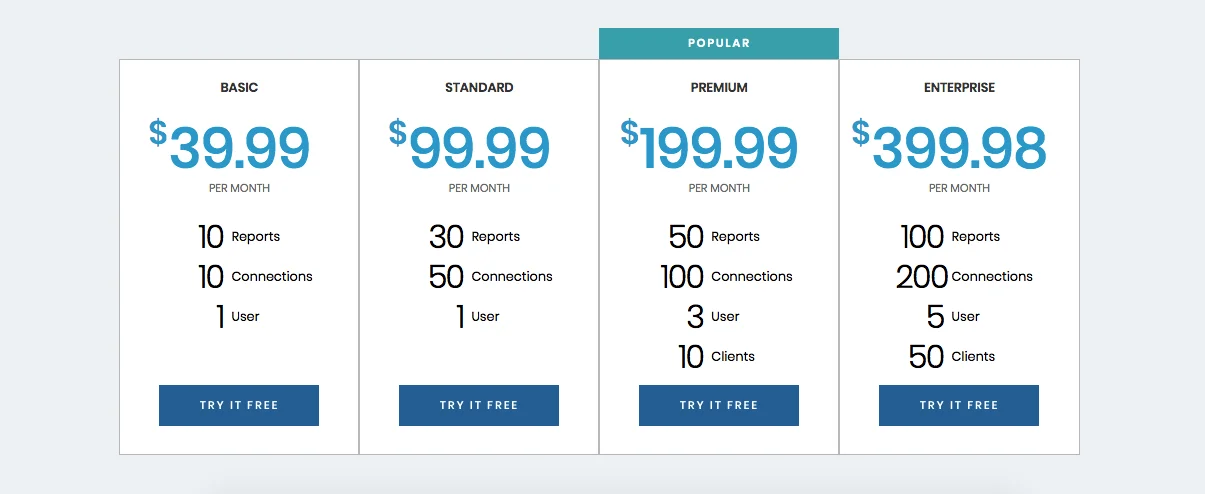 POPULAR
BASIC
$39.99
PER MONTH
10 Reports
10 Connections
1 User
TRY IT FREE
STANDARD
$99.99
PER MONTH
30 Reports
50 Connections
1 User
TRY IT FREE
PREMIUM
$199.99
PER MONTH
50 Reports
100 Connections
3 User
10 Clients
TRY IT FREE
ENTERPRISE
$399.98
PER MONTH
100 Reports
200 Connections
5 User
50 Clients
TRY IT FREE